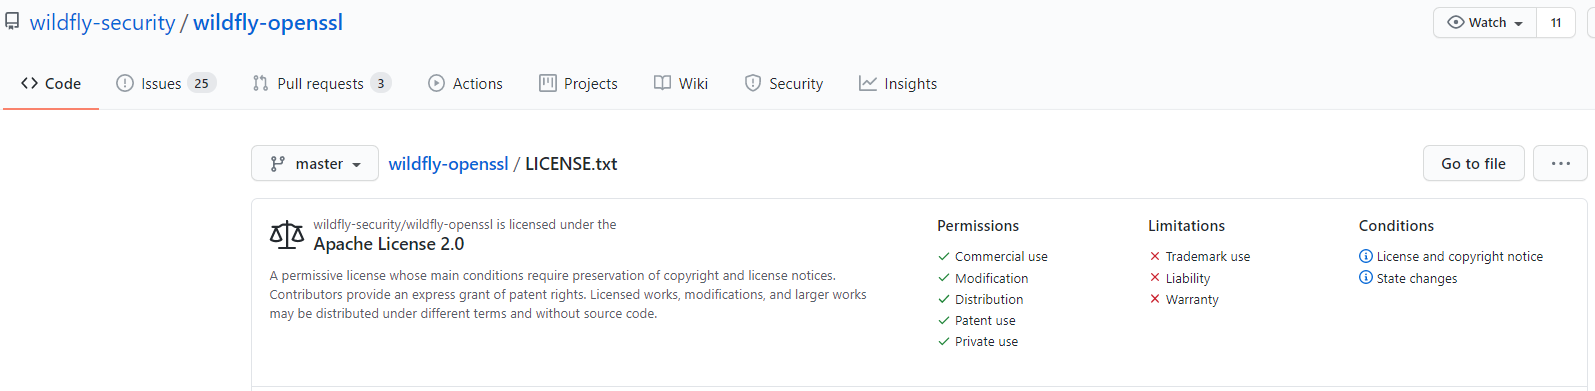 wildfly-security / wildfly-openssl
Watch 11
Code Issues 25 Pull requests 3 Actions Projects Wiki Security Insights
master wildfly-openssl / LICENSE.txt Go to file ...
wildfly-security/wildfly-openssl is licensed under the
Apache License 2.0
A permissive license whose main conditions require preservation of copyright and license notices.
Contributors provide an express grant of patent rights. Licensed works, modifications, and larger works
may be distributed under different terms and without source code.
Permissions
Commercial use
Modification
Distribution
Patent use
Private use
Limitations
Trademark use
Liability
Warranty
Conditions
License and copyright notice
State changes